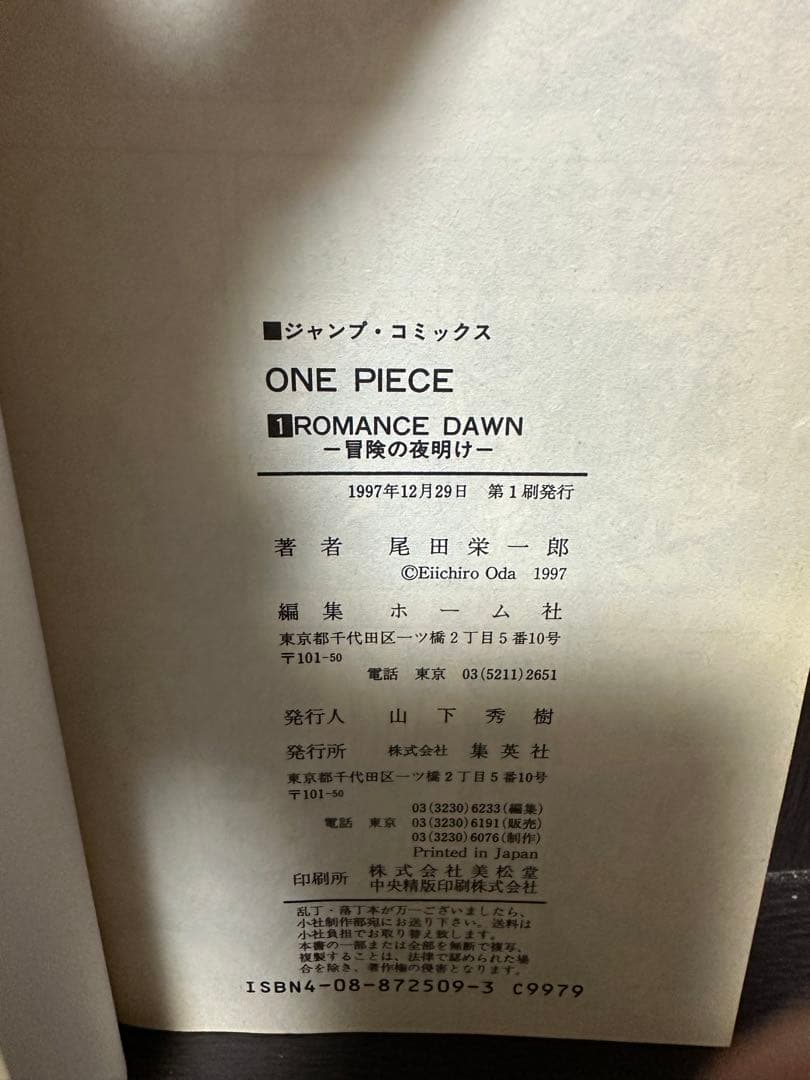 ■ジャンプ・コミックス
ONE PIECE
1 ROMANCE DAWN
－冒険の夜明け－
1997年12月29日　第1刷発行
著者　尾田栄一郎
©Eiichiro Oda 1997
編集　ホーム社
東京都千代田区一ツ橋2丁目5番10号
〒101-50
電話　東京　03(5211)2651
発行人　山下秀樹
発行所　株式会社　集英社
東京都千代田区一ツ橋2丁目5番10号
〒101-50
03(3230)6233(編集)
電話　東京　03(3230)6191(販売)
03(3230)6076(制作)
Printed in Japan
印刷所　株式会社美松堂
中央精版印刷株式会社
乱丁・落丁本が万一ございましたら、
小社制作部宛にお送り下さい。送料は
小社負担でお取り替え致します。
本書の一部または全部を無断で複写、
複製することは、法律で認められた場
合を除き、著作権の侵害となります。
ISBN4-08-872509-3 C9979